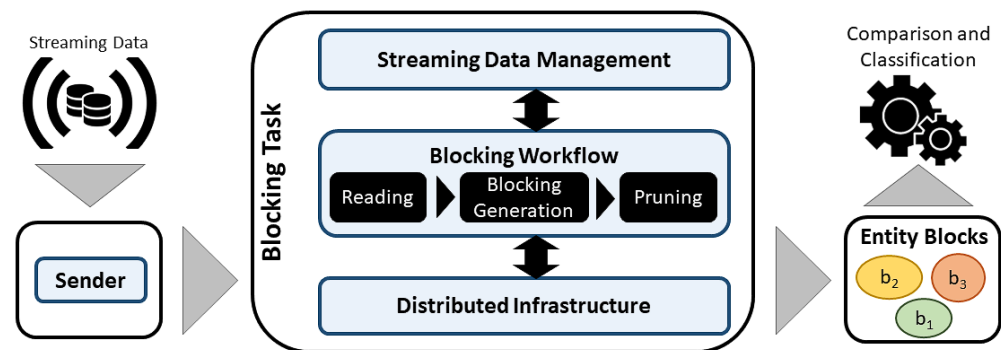 Streaming Data
Sender
Blocking Task
Streaming Data Management
Blocking Workflow
Reading
Blocking
Generation
Pruning
Distributed Infrastructure
Comparison and
Classification
Entity Blocks
b₂
b₃
b₁